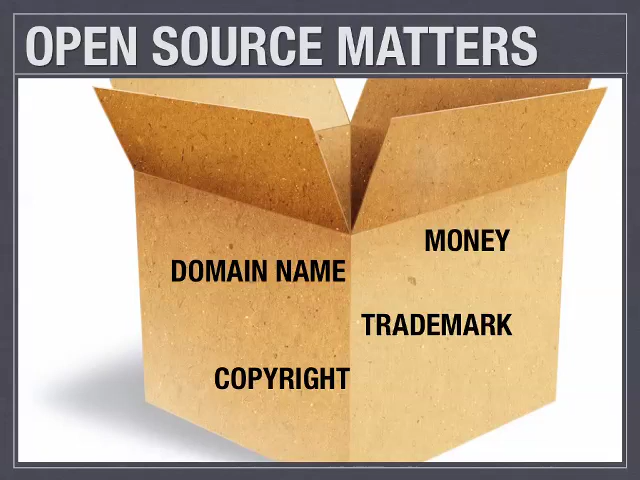 OPEN SOURCE MATTERS
MONEY
DOMAIN NAME
TRADEMARK
COPYRIGHT